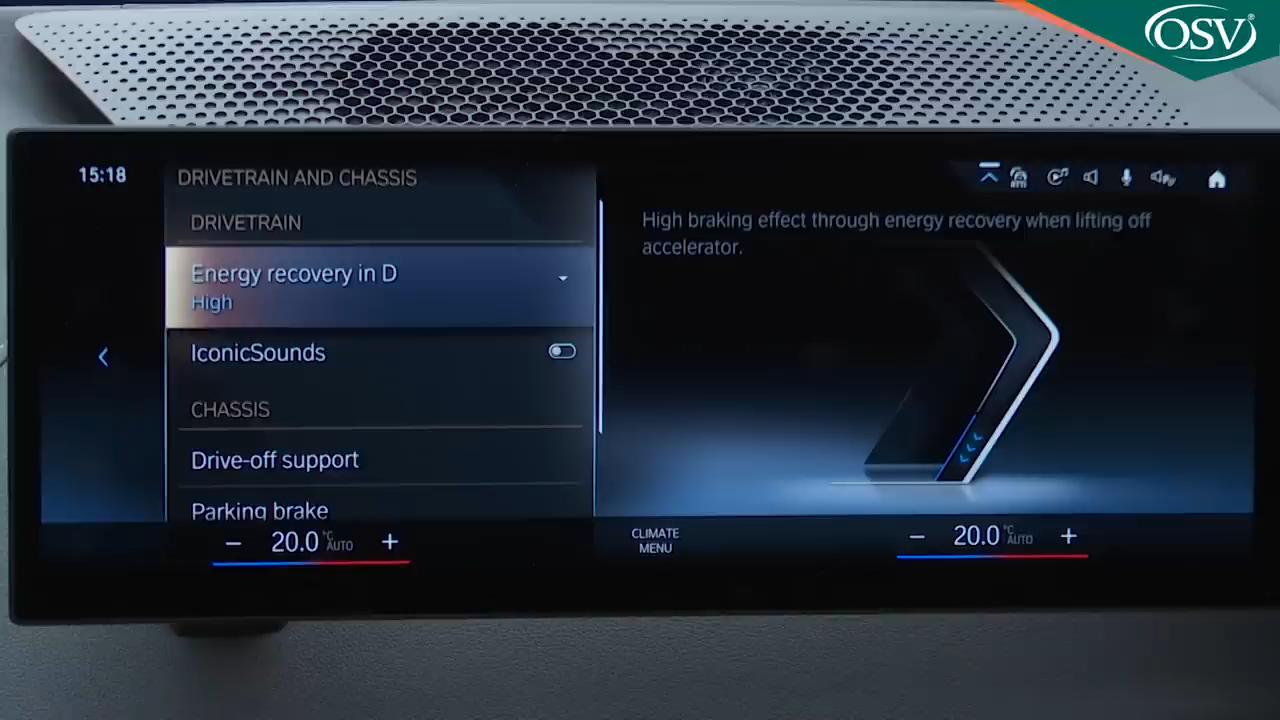 OSV®
15:18
DRIVETRAIN AND CHASSIS
DRIVETRAIN
Energy recovery in D
High
IconicSounds
CHASSIS
Drive-off support
Parking brake
High braking effect through energy recovery when lifting off
accelerator.
− 20.0 °C AUTO +
CLIMATE
MENU
− 20.0 °C AUTO +